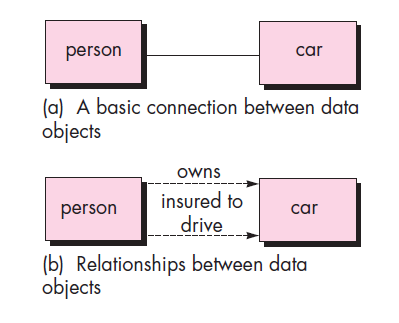 person
car
(a) A basic connection between data
objects
owns
person
insured to
car
drive
(b) Relationships between data
objects